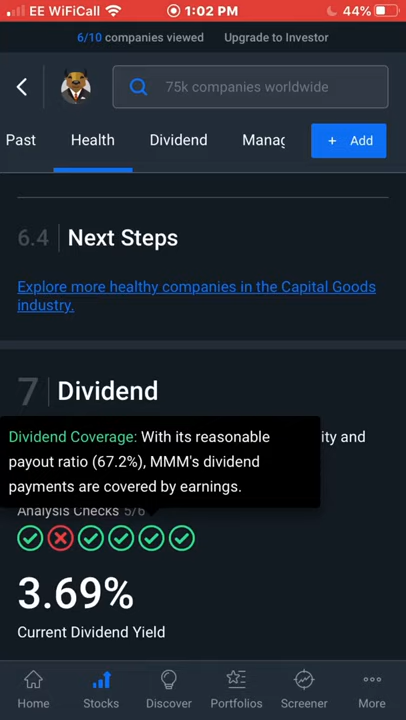 EE WiFiCall
1:02 PM
44%
6/10 companies viewed
Upgrade to Investor
75k companies worldwide
Past
Health
Dividend
Manag
+ Add
6.4
Next Steps
Explore more healthy companies in the Capital Goods
industry.
7
Dividend
Dividend Coverage: With its reasonable
payout ratio (67.2%), MMM's dividend
payments are covered by earnings.
ity and
Analysis Checks 5/6
3.69%
Current Dividend Yield
Home
Stocks
Discover
Portfolios
Screener
More